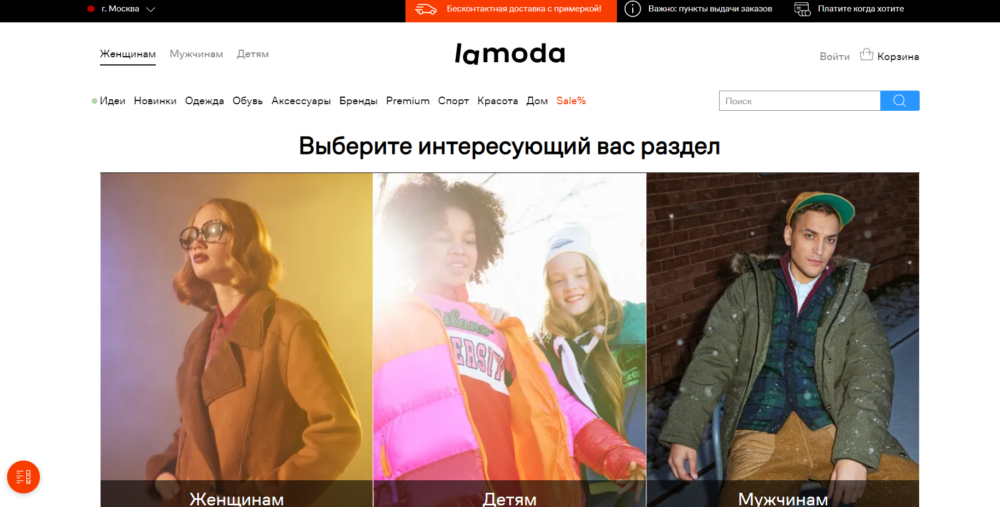 г. Москва
Бесконтактная доставка с примеркой!
Важно: пункты выдачи заказов
Платите когда хотите
Женщинам Мужчинам Детям
lamoda
Войти Корзина
Идеи Новинки Одежда Обувь Аксессуары Бренды Premium Спорт Красота Дом Sale%
Поиск
Выберите интересующий вас раздел
Женщинам
Детям
Мужчинам